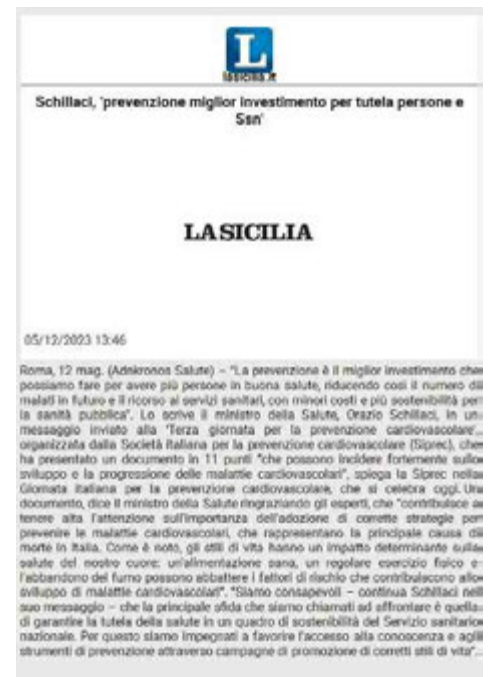 L
lasicilia.it
Schillaci, 'prevenzione miglior investimento per tutela persone e
Ssn'
LA SICILIA
05/12/2023 13:46
Roma, 12 mag. (Adnkronos Salute) – "La prevenzione è il miglior investimento che
possiamo fare per avere più persone in buona salute, riducendo così il numero di
malati in futuro e il ricorso ai servizi sanitari, con minori costi e più sostenibilità per
la sanità pubblica". Lo scrive il ministro della Salute, Orazio Schillaci, in un
messaggio inviato alla 'Terza giornata per la prevenzione cardiovascolare'
organizzata dalla Società italiana per la prevenzione cardiovascolare (Siprec), che
ha presentato un documento in 11 punti "che possono incidere fortemente sullo
sviluppo e la progressione delle malattie cardiovascolari", spiega la Siprec nella
Giornata italiana per la prevenzione cardiovascolare, che si celebra oggi. Un
documento, dice il ministro della Salute ringraziando gli esperti, che "contribuisce a
tenere alta l'attenzione sull'importanza dell'adozione di corrette strategie per
prevenire le malattie cardiovascolari, che rappresentano la principale causa di
morte in Italia. Come è noto, gli stili di vita hanno un impatto determinante sulla
salute del nostro cuore: un'alimentazione sana, un regolare esercizio fisico e
l'abbandono del fumo possono abbattere i fattori di rischio che contribuiscono allo
sviluppo di malattie cardiovascolari". "Siamo consapevoli – continua Schillaci nel
suo messaggio – che la principale sfida che siamo chiamati ad affrontare è quella
di garantire la tutela della salute in un quadro di sostenibilità del Servizio sanitario
nazionale. Per questo siamo impegnati a favorire l'accesso alla conoscenza e agli
strumenti di prevenzione attraverso campagne di promozione di corretti stili di vita"..